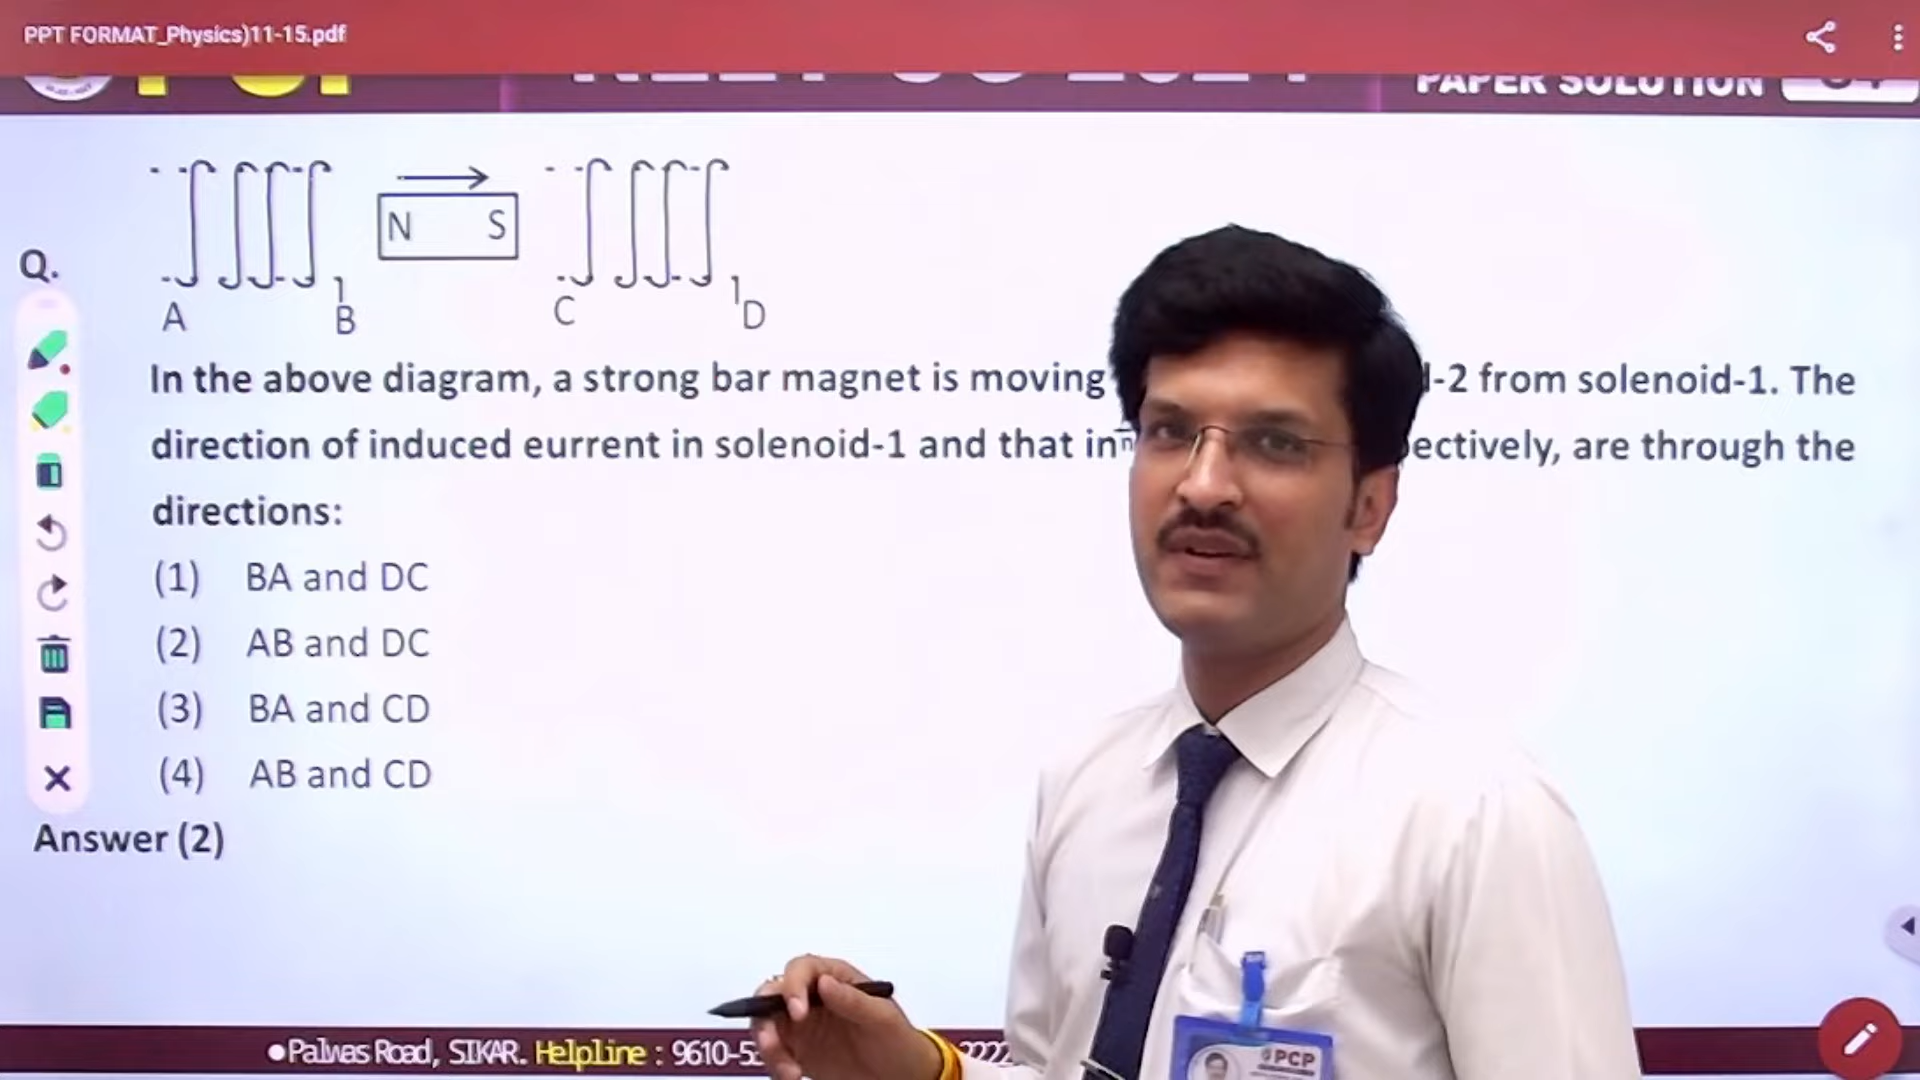 PPT FORMAT_Physics)11-15.pdf
PAPER SOLUTION
N S
Q.
A B C D
In the above diagram, a strong bar magnet is moving -2 from solenoid-1. The
direction of induced eurrent in solenoid-1 and that in ectively, are through the
directions:
(1) BA and DC
(2) AB and DC
(3) BA and CD
(4) AB and CD
Answer (2)
●Palwas Road, SIKAR. Helpline : 9610-5
PCP